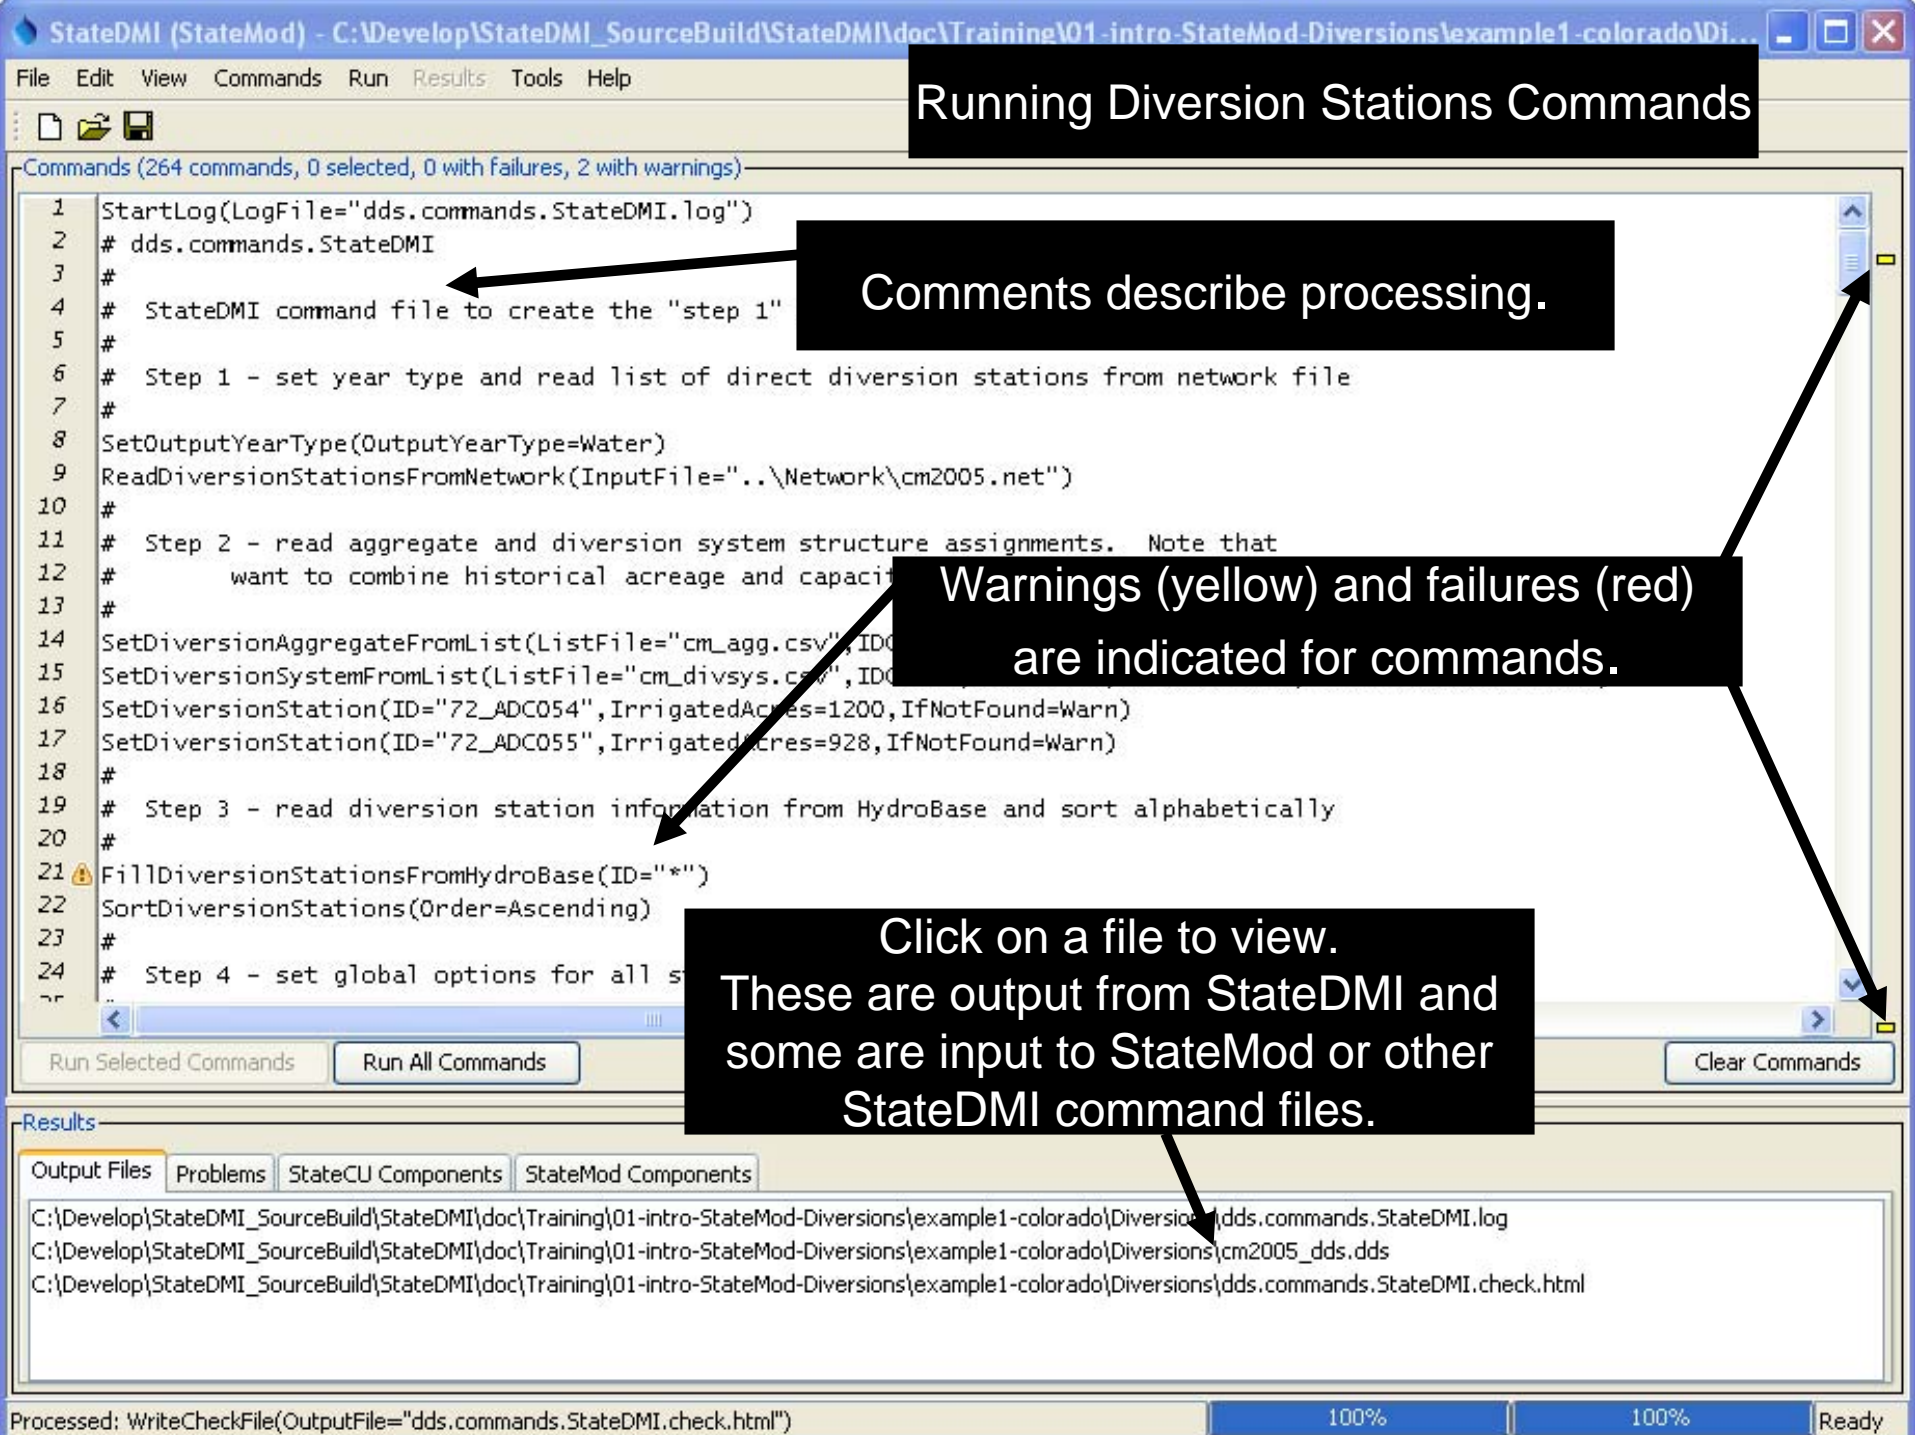 StateDMI (StateMod) - C:\Develop\StateDMI_SourceBuild\StateDMI\doc\Training\01-intro-StateMod-Diversions\example1-colorado\Di...
File Edit View Commands Run Results Tools Help
Running Diversion Stations Commands
Commands (264 commands, 0 selected, 0 with failures, 2 with warnings)
1 StartLog(LogFile="dds.commands.StateDMI.log")
2 # dds.commands.StateDMI
3 #
4 # StateDMI command file to create the "step 1"
5 #
6 # Step 1 - set year type and read list of direct diversion stations from network file
7 #
8 SetOutputYearType(OutputYearType=Water)
9 ReadDiversionStationsFromNetwork(InputFile="..\Network\cm2005.net")
10 #
11 # Step 2 - read aggregate and diversion system structure assignments. Note that
12 # want to combine historical acreage and capacit
13 #
14 SetDiversionAggregateFromList(ListFile="cm_agg.csv",IDC
15 SetDiversionSystemFromList(ListFile="cm_divsys.csv",IDC
16 SetDiversionStation(ID="72_ADC054",IrrigatedAcres=1200,IfNotFound=Warn)
17 SetDiversionStation(ID="72_ADC055",IrrigatedAcres=928,IfNotFound=Warn)
18 #
19 # Step 3 - read diversion station information from HydroBase and sort alphabetically
20 #
21 FillDiversionStationsFromHydroBase(ID="*")
22 SortDiversionStations(Order=Ascending)
23 #
24 # Step 4 - set global options for all s
Comments describe processing.
Warnings (yellow) and failures (red)
are indicated for commands.
Click on a file to view.
These are output from StateDMI and
some are input to StateMod or other
StateDMI command files.
Run Selected Commands Run All Commands Clear Commands
Results
Output Files Problems StateCU Components StateMod Components
C:\Develop\StateDMI_SourceBuild\StateDMI\doc\Training\01-intro-StateMod-Diversions\example1-colorado\Diversions\dds.commands.StateDMI.log
C:\Develop\StateDMI_SourceBuild\StateDMI\doc\Training\01-intro-StateMod-Diversions\example1-colorado\Diversions\cm2005_dds.dds
C:\Develop\StateDMI_SourceBuild\StateDMI\doc\Training\01-intro-StateMod-Diversions\example1-colorado\Diversions\dds.commands.StateDMI.check.html
Processed: WriteCheckFile(OutputFile="dds.commands.StateDMI.check.html") 100% 100% Ready